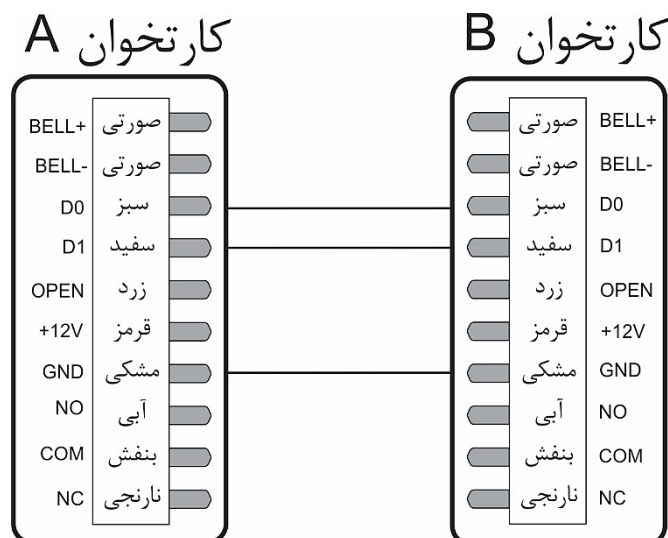 کارتخوان A
کارتخوان B
BELL+ صورتی
BELL- صورتی
D0 سبز
D1 سفید
OPEN زرد
+12V قرمز
GND مشکی
NO آبی
COM بنفش
NC نارنجی
صورتی BELL+
صورتی BELL-
سبز D0
سفید D1
زرد OPEN
قرمز +12V
مشکی GND
آبی NO
بنفش COM
نارنجی NC